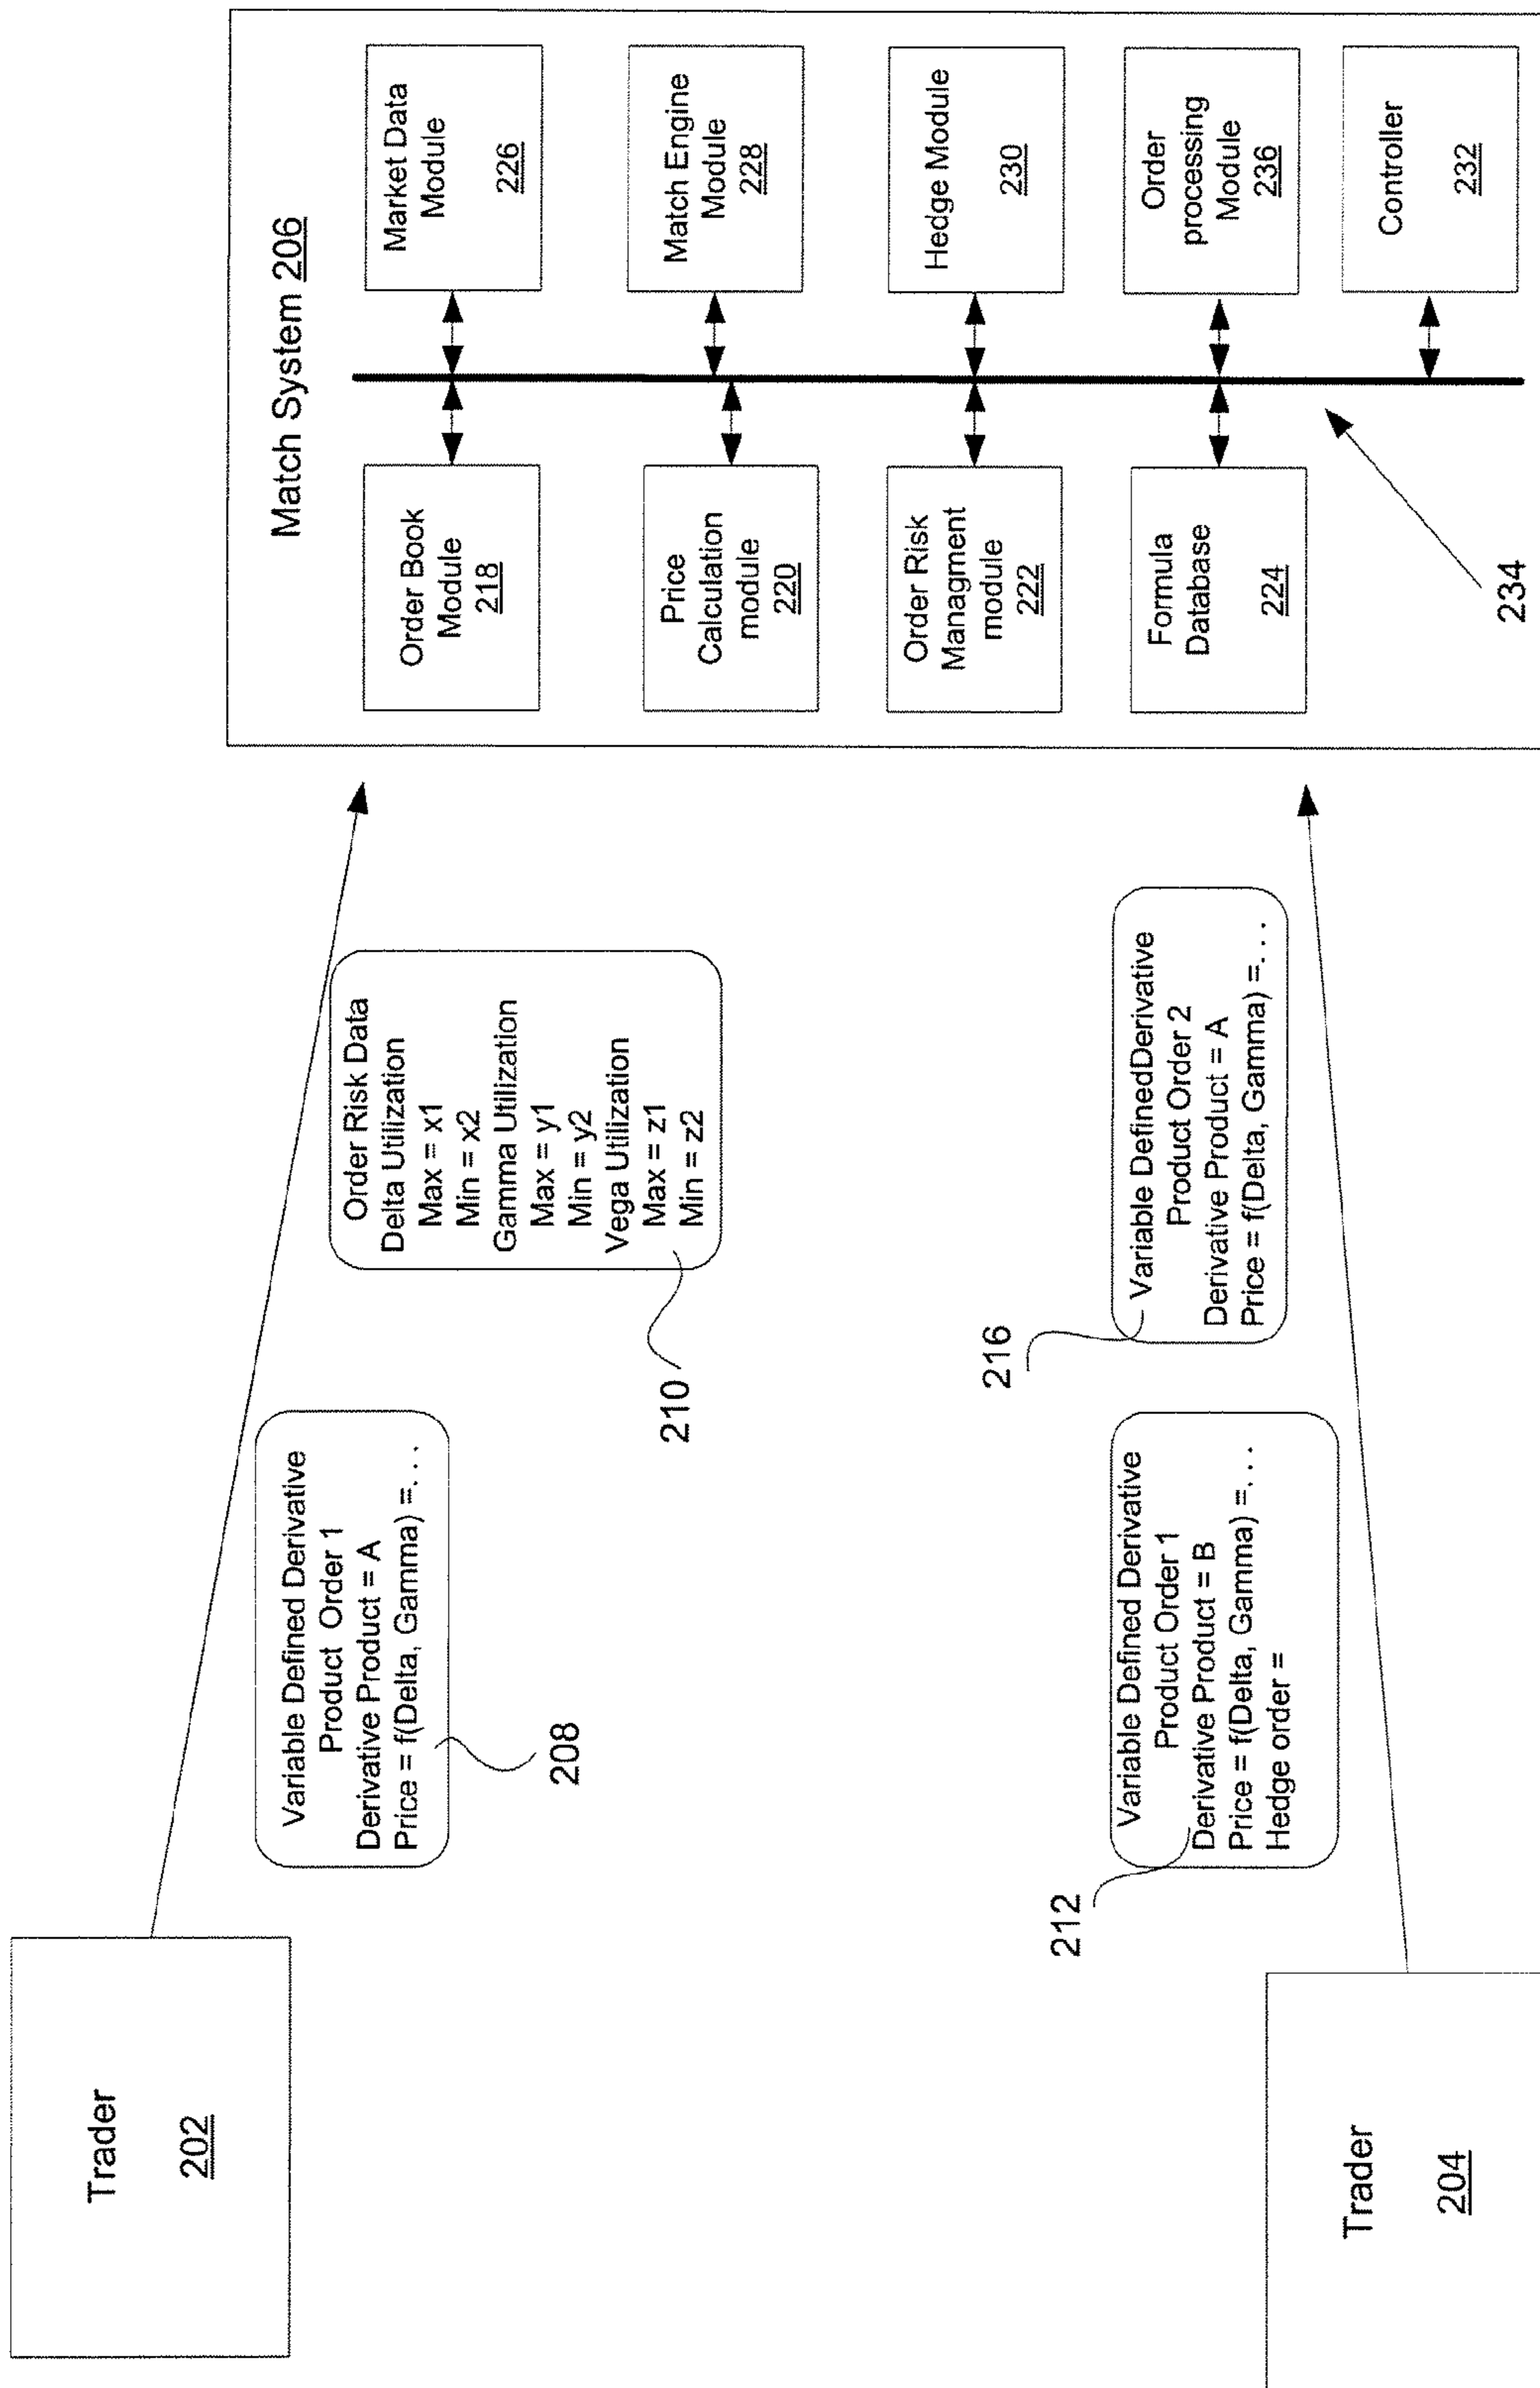 Trader
202
Variable Defined Derivative
Product Order 1
Derivative Product = A
Price = f(Delta, Gamma) =. . .
208
Order Risk Data
Delta Utilization
Max = x1
Min = x2
Gamma Utilization
Max = y1
Min = y2
Vega Utilization
Max = z1
Min = z2
210
Trader
204
Variable Defined Derivative
Product Order 1
Derivative Product = B
Price = f(Delta, Gamma) =. . .
Hedge order =
212
Variable DefinedDerivative
Product Order 2
Derivative Product = A
Price = f(Delta, Gamma) =. . .
216
Match System 206
Order Book
Module
218
Price
Calculation
module
220
Order Risk
Managment
module
222
Formula
Database
224
Market Data
Module
226
Match Engine
Module
228
Hedge Module
230
Order
processing
Module
236
Controller
232
234